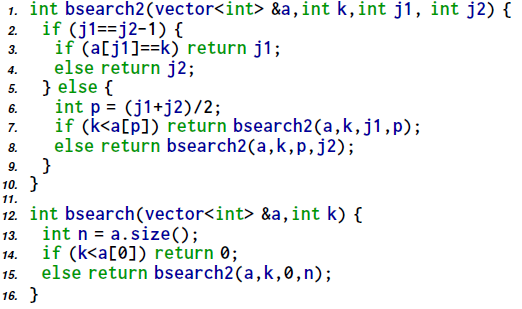 1. int bsearch2(vector<int> &a,int k,int j1, int j2) {
2.   if (j1==j2-1) {
3.     if (a[j1]==k) return j1;
4.     else return j2;
5.   } else {
6.     int p = (j1+j2)/2;
7.     if (k<a[p]) return bsearch2(a,k,j1,p);
8.     else return bsearch2(a,k,p,j2);
9.   }
10. }
11.
12. int bsearch(vector<int> &a,int k) {
13.   int n = a.size();
14.   if (k<a[0]) return 0;
15.   else return bsearch2(a,k,0,n);
16. }